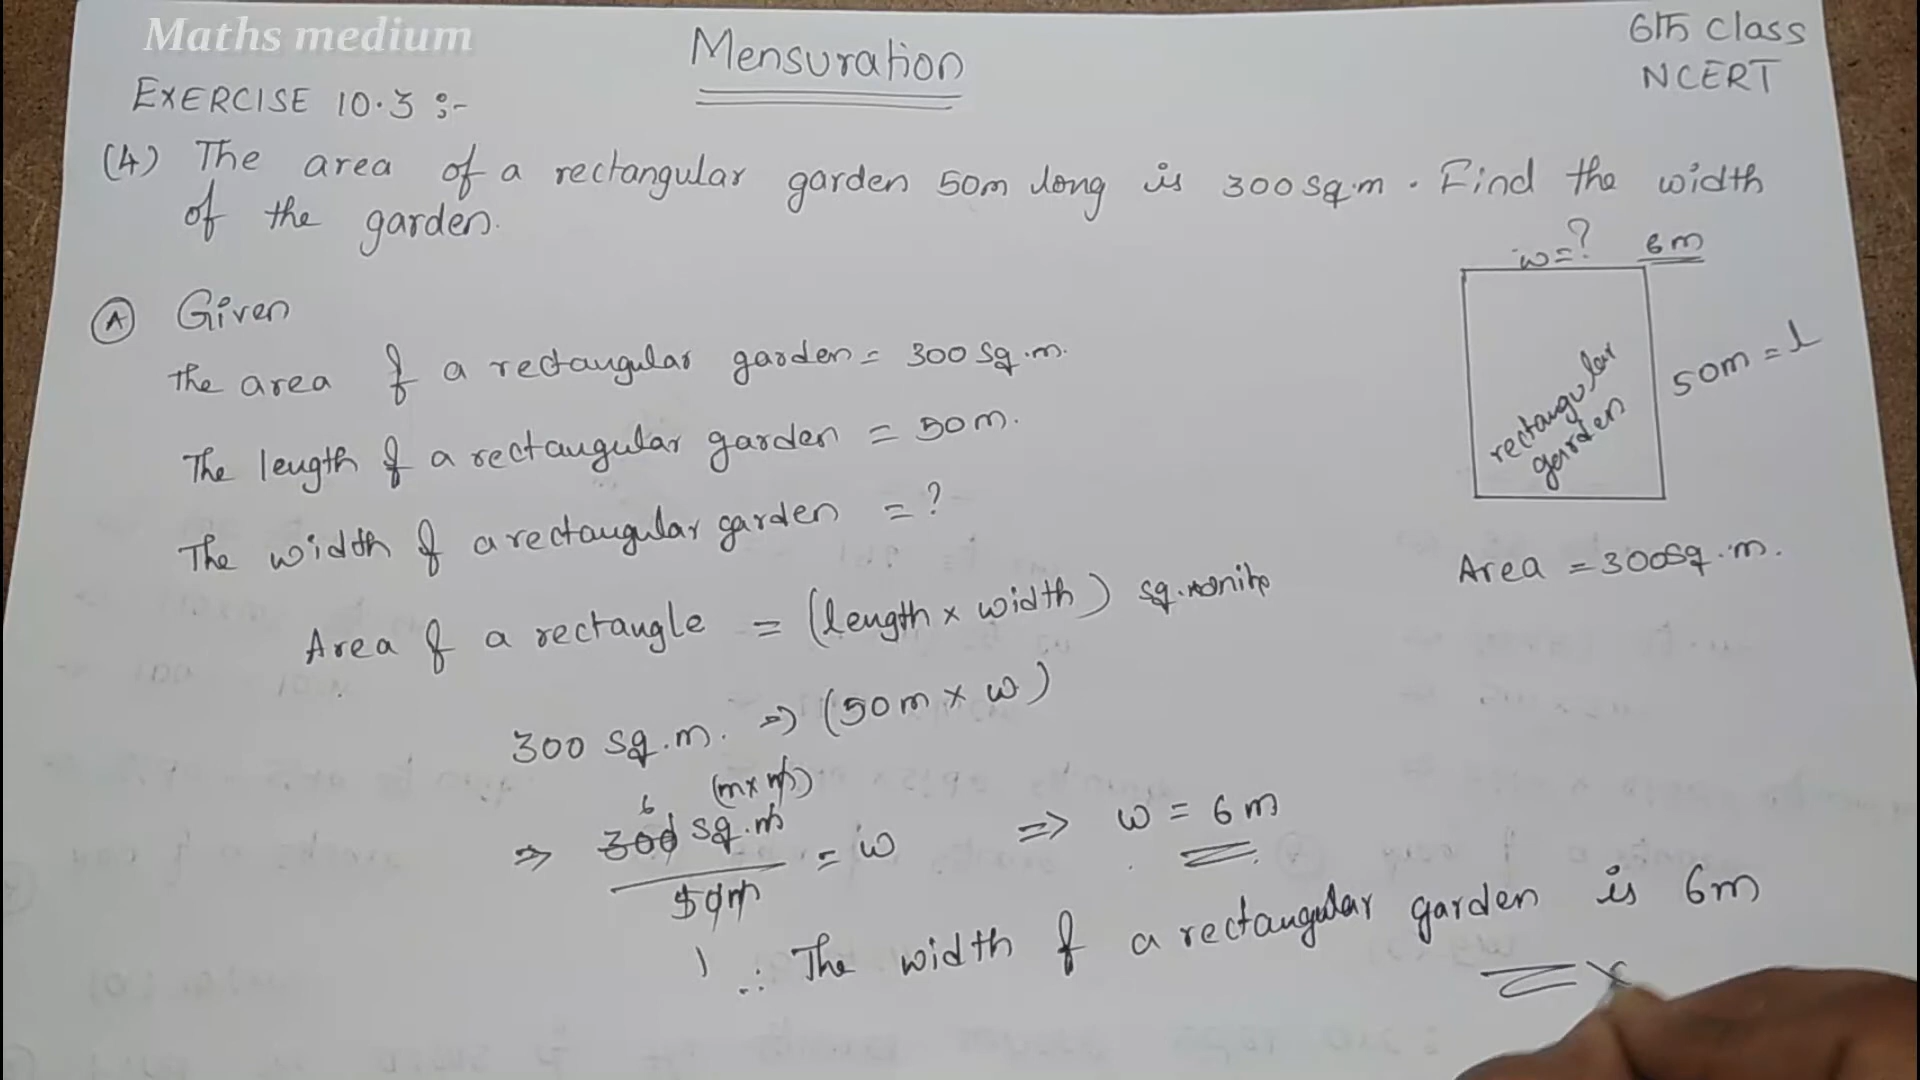 Maths medium
Mensuration
6th Class
NCERT
EXERCISE 10.3 :-
(4) The area of a rectangular garden 50m long is 300 sq.m. Find the width
of the garden.
w=? 6m
(A) Given
The area of a rectangular garden = 300 sq.m.
The length of a rectangular garden = 50m.
50m = l
rectangular
garden
The width of a rectangular garden = ?
Area = 300sq.m.
Area of a rectangle = (length × width) sq.
300 sq.m. ⇒ (50m × w)
(m×m)
6
⇒ 300 sq.m
50m
= w ⇒ w = 6m
1
∴ The width of a rectangular garden is 6m